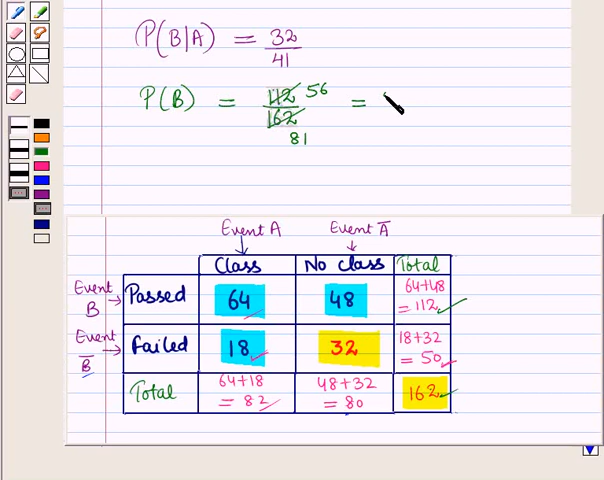 P(B|A) = 32/41
P(B) = 112/162 56/81 =
Event A Event A̅
Class No class Total
Event B → Passed 64 48 64+48 = 112
Event B̅ → Failed 18 32 18+32 = 50
Total 64+18 = 82 48+32 = 80 162